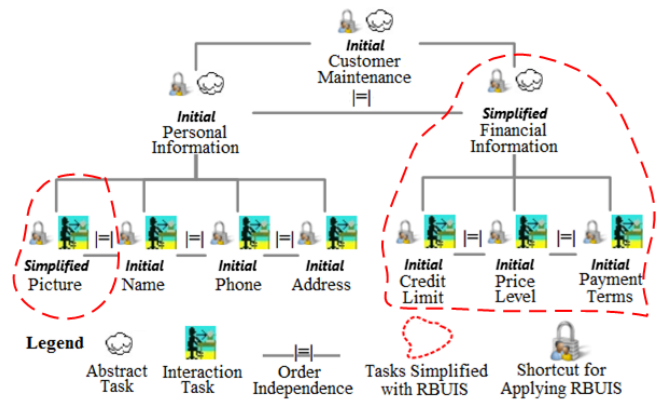 Initial
Customer
Maintenance
|=|
Initial
Personal
Information
Simplified
Financial
Information
|=| |=| |=| |=| |=|
Simplified Initial Initial Initial Initial Initial Initial
Picture Name Phone Address Credit Price Payment
Limit Level Terms
Legend |=|
Abstract Interaction Order Tasks Simplified Shortcut for
Task Task Independence with RBUIS Applying RBUIS